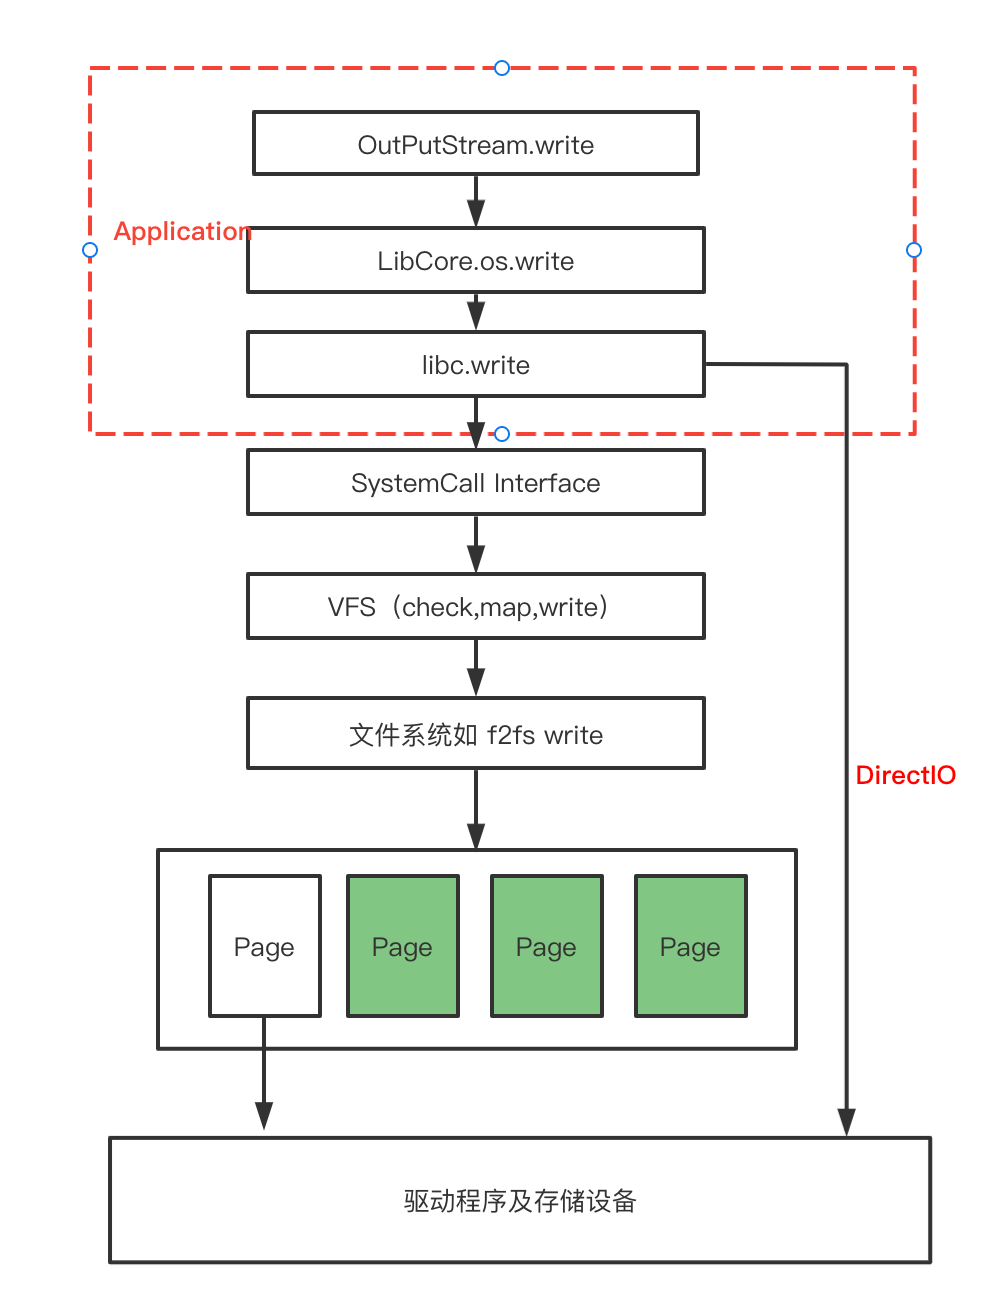 OutPutStream.write
Application
LibCore.os.write
libc.write
SystemCall Interface
VFS（check,map,write）
文件系统如 f2fs write
DirectIO
Page
Page
Page
Page
驱动程序及存储设备